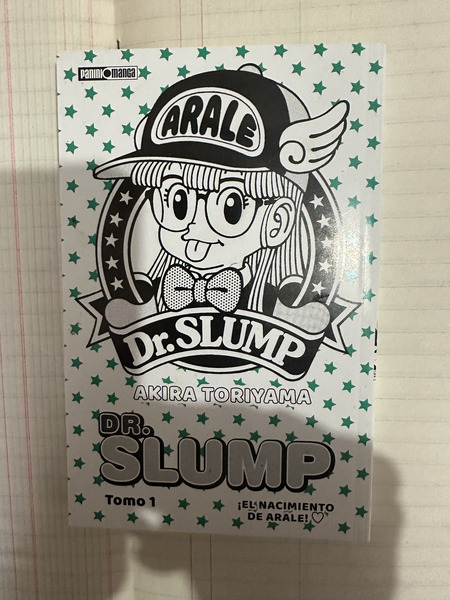 PANINI MANGA
ARALE
Dr. SLUMP
AKIRA TORIYAMA
DR.
SLUMP
Tomo 1
¡EL NACIMIENTO
DE ARALE!